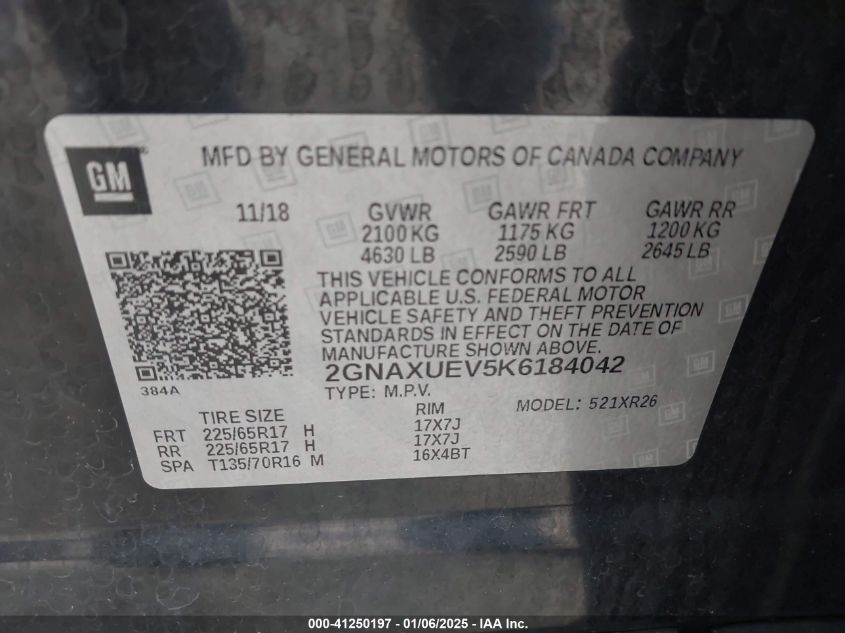 GM
MFD BY GENERAL MOTORS OF CANADA COMPANY
11/18 GVWR GAWR FRT GAWR RR
2100 KG 1175 KG 1200 KG
4630 LB 2590 LB 2645 LB
THIS VEHICLE CONFORMS TO ALL
APPLICABLE U.S. FEDERAL MOTOR
VEHICLE SAFETY AND THEFT PREVENTION
STANDARDS IN EFFECT ON THE DATE OF
MANUFACTURE SHOWN ABOVE.
384A 2GNAXUEV5K6184042
TYPE: M.P.V. MODEL: 521XR26
TIRE SIZE RIM
FRT 225/65R17 H 17X7J
RR 225/65R17 H 17X7J
SPA T135/70R16 M 16X4BT
000-41250197 - 01/06/2025 - IAA Inc.